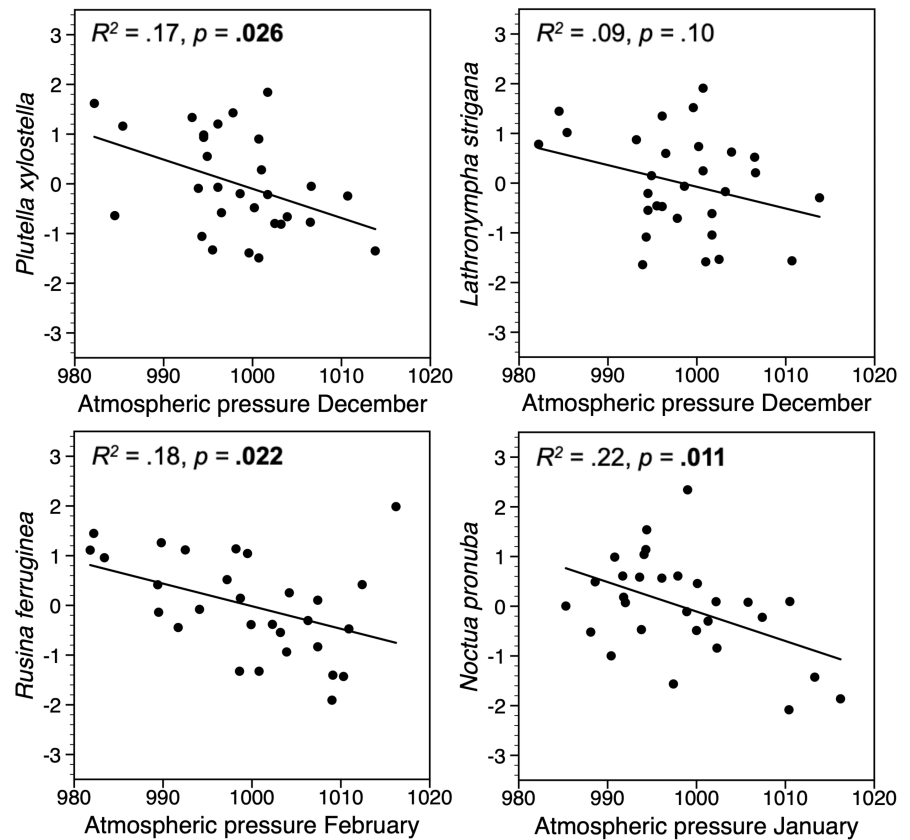 R² = .17, p = .026
3
2
1
0
-1
-2
-3
Plutella xylostella
980 990 1000 1010 1020
Atmospheric pressure December
R² = .09, p = .10
3
2
1
0
-1
-2
-3
Lathronympha strigana
980 990 1000 1010 1020
Atmospheric pressure December
R² = .18, p = .022
3
2
1
0
-1
-2
-3
Rusina ferruginea
980 990 1000 1010 1020
Atmospheric pressure February
R² = .22, p = .011
3
2
1
0
-1
-2
-3
Noctua pronuba
980 990 1000 1010 1020
Atmospheric pressure January